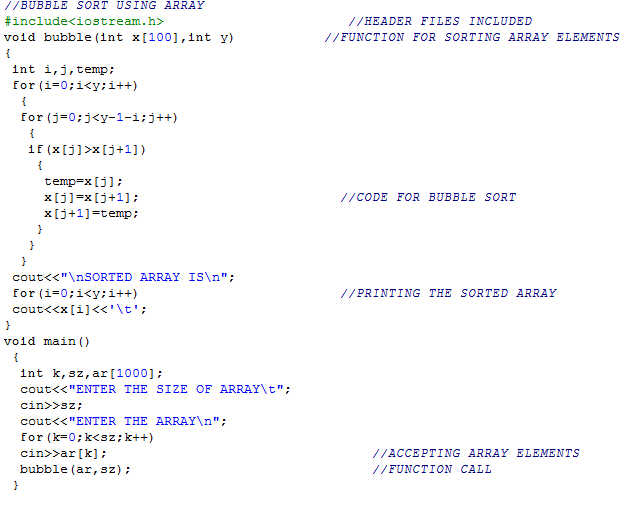 //BUBBLE SORT USING ARRAY
#include<iostream.h> //HEADER FILES INCLUDED
void bubble(int x[100],int y) //FUNCTION FOR SORTING ARRAY ELEMENTS
{
int i,j,temp;
for(i=0;i<y;i++)
{
for(j=0;j<y-1-i;j++)
{
if(x[j]>x[j+1])
{
temp=x[j];
x[j]=x[j+1]; //CODE FOR BUBBLE SORT
x[j+1]=temp;
}
}
}
cout<<"\nSORTED ARRAY IS\n";
for(i=0;i<y;i++) //PRINTING THE SORTED ARRAY
cout<<x[i]<<'\t';
}
void main()
{
int k,sz,ar[1000];
cout<<"ENTER THE SIZE OF ARRAY\t";
cin>>sz;
cout<<"ENTER THE ARRAY\n";
for(k=0;k<sz;k++)
cin>>ar[k]; //ACCEPTING ARRAY ELEMENTS
bubble(ar,sz); //FUNCTION CALL
}